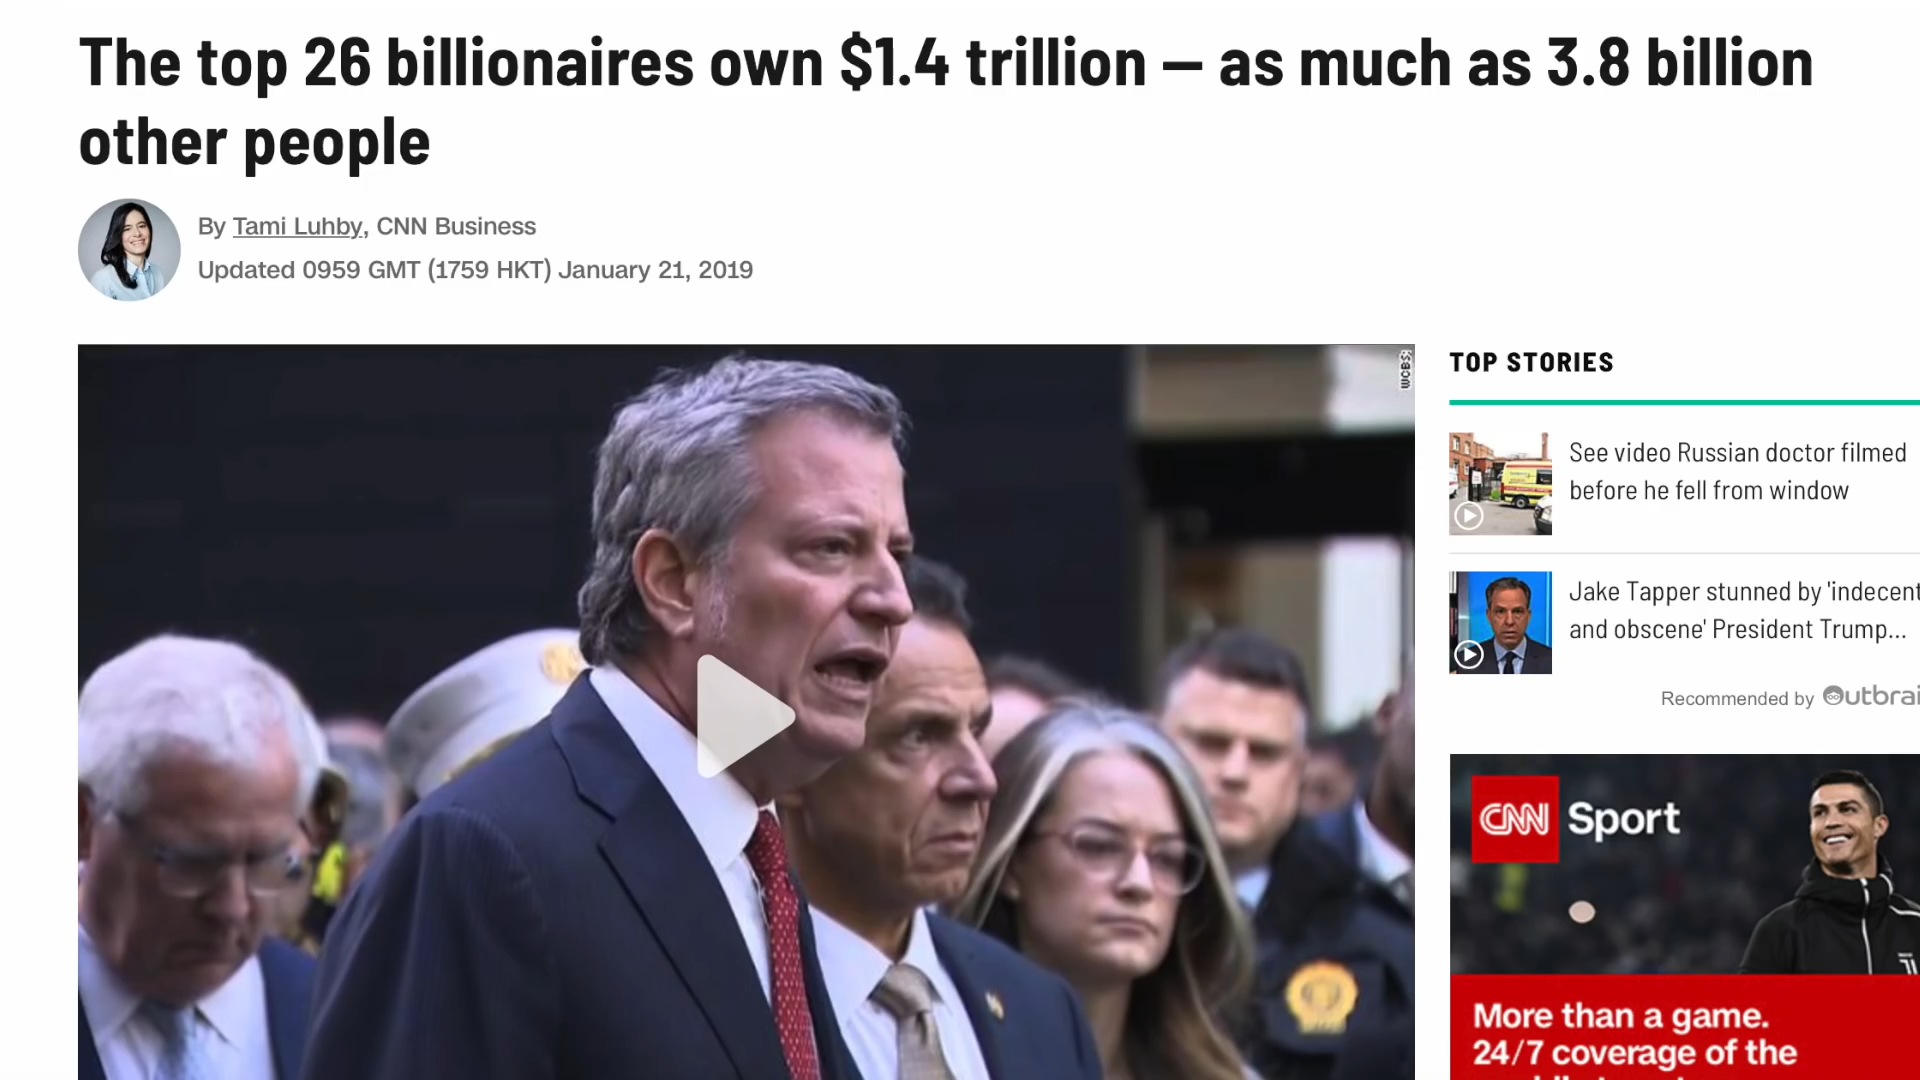 The top 26 billionaires own $1.4 trillion — as much as 3.8 billion
other people
By Tami Luhby, CNN Business
Updated 0959 GMT (1759 HKT) January 21, 2019
WCBS
TOP STORIES
See video Russian doctor filmed
before he fell from window
Jake Tapper stunned by 'indecent
and obscene' President Trump...
Recommended by Outbrai
CNN Sport
More than a game.
24/7 coverage of the